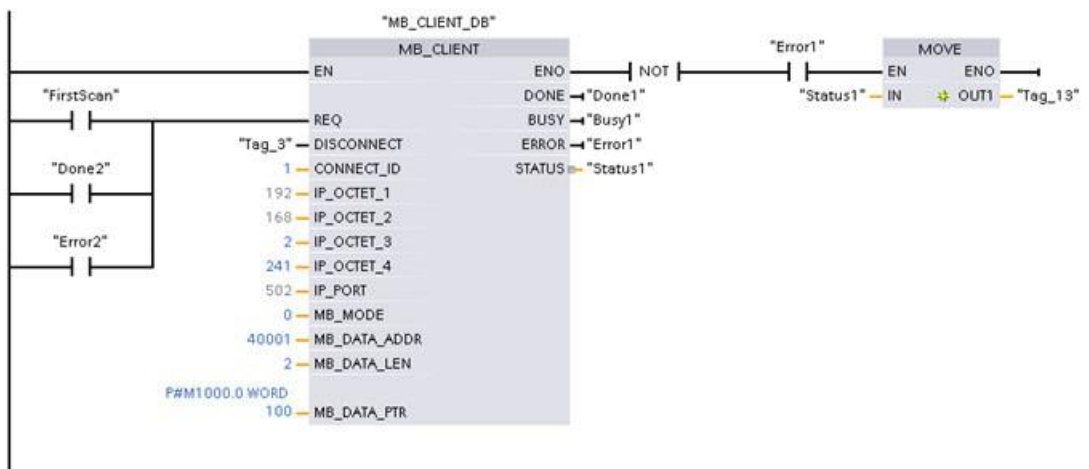 "MB_CLIENT_DB"
MB_CLIENT
"Error1"
MOVE
EN
ENO
NOT
EN
ENO
"FirstScan"
DONE
"Done1"
"Status1"
IN
OUT1
"Tag_13"
REQ
BUSY
"Busy1"
"Tag_3"
DISCONNECT
ERROR
"Error1"
"Done2"
1
CONNECT_ID
STATUS
"Status1"
192
IP_OCTET_1
168
IP_OCTET_2
"Error2"
2
IP_OCTET_3
241
IP_OCTET_4
502
IP_PORT
0
MB_MODE
40001
MB_DATA_ADDR
2
MB_DATA_LEN
P#M1000.0 WORD
100
MB_DATA_PTR